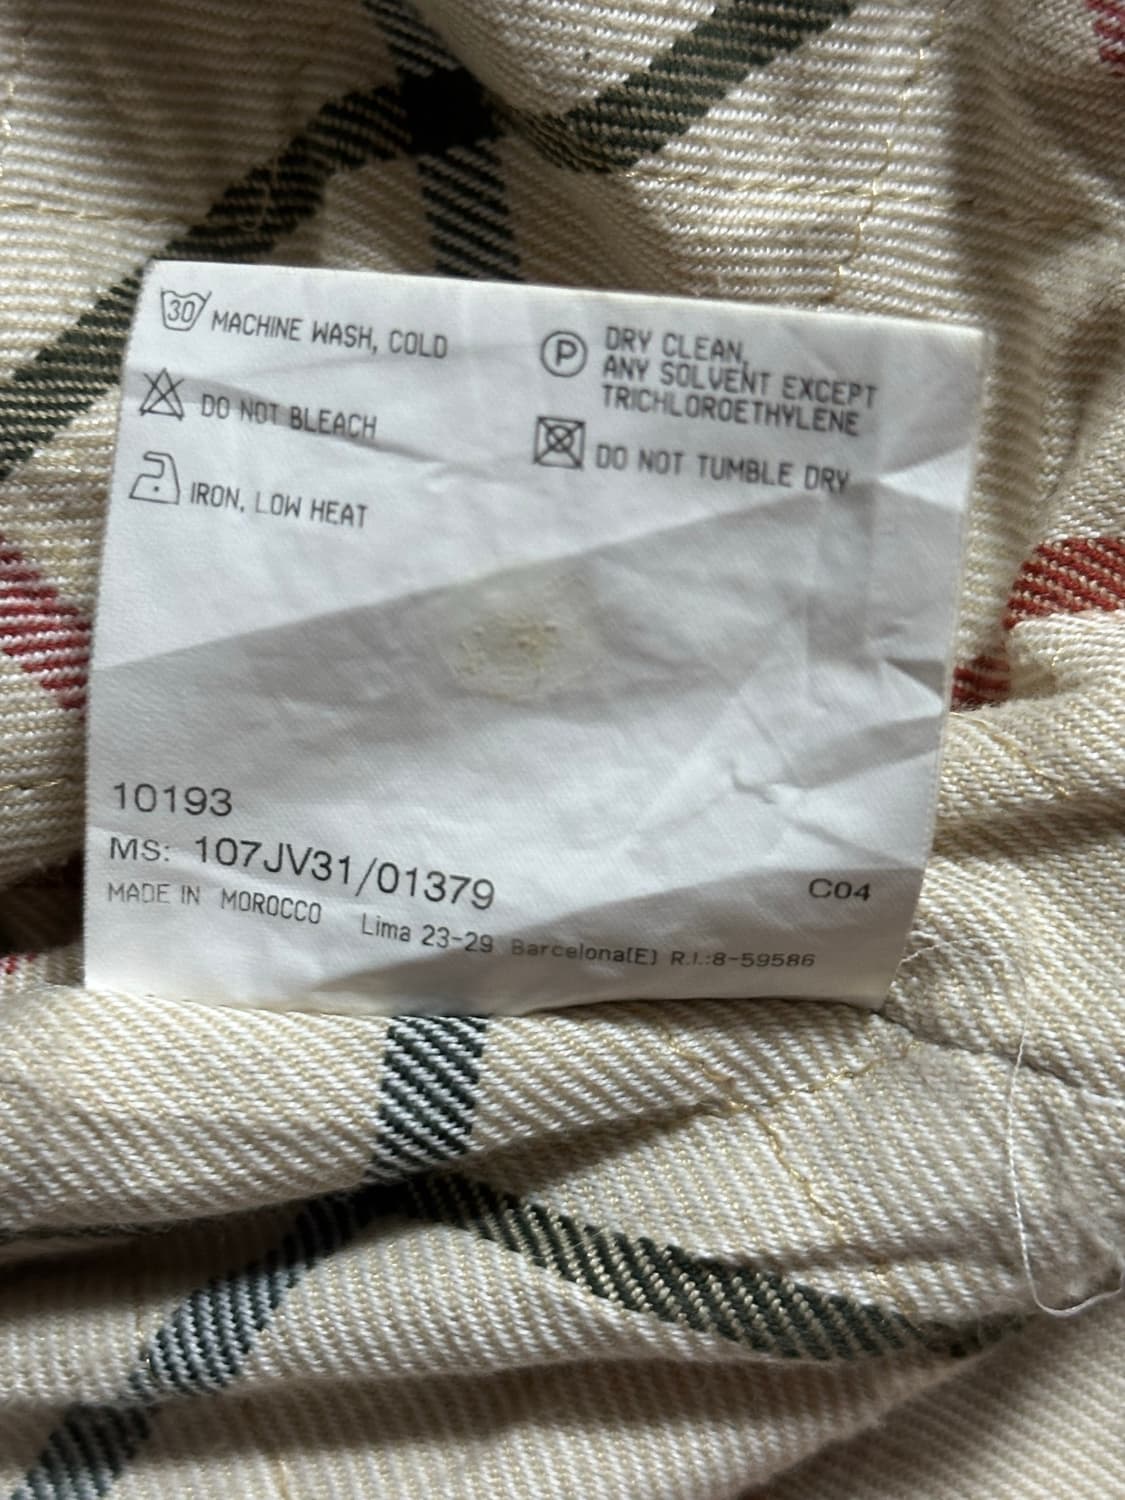 30 MACHINE WASH, COLD
DO NOT BLEACH
IRON, LOW HEAT
P DRY CLEAN,
ANY SOLVENT EXCEPT
TRICHLOROETHYLENE
DO NOT TUMBLE DRY
10193
MS: 107JV31/01379
C04
MADE IN MOROCCO Lima 23-29 Barcelona(E) R.I.:8-59586